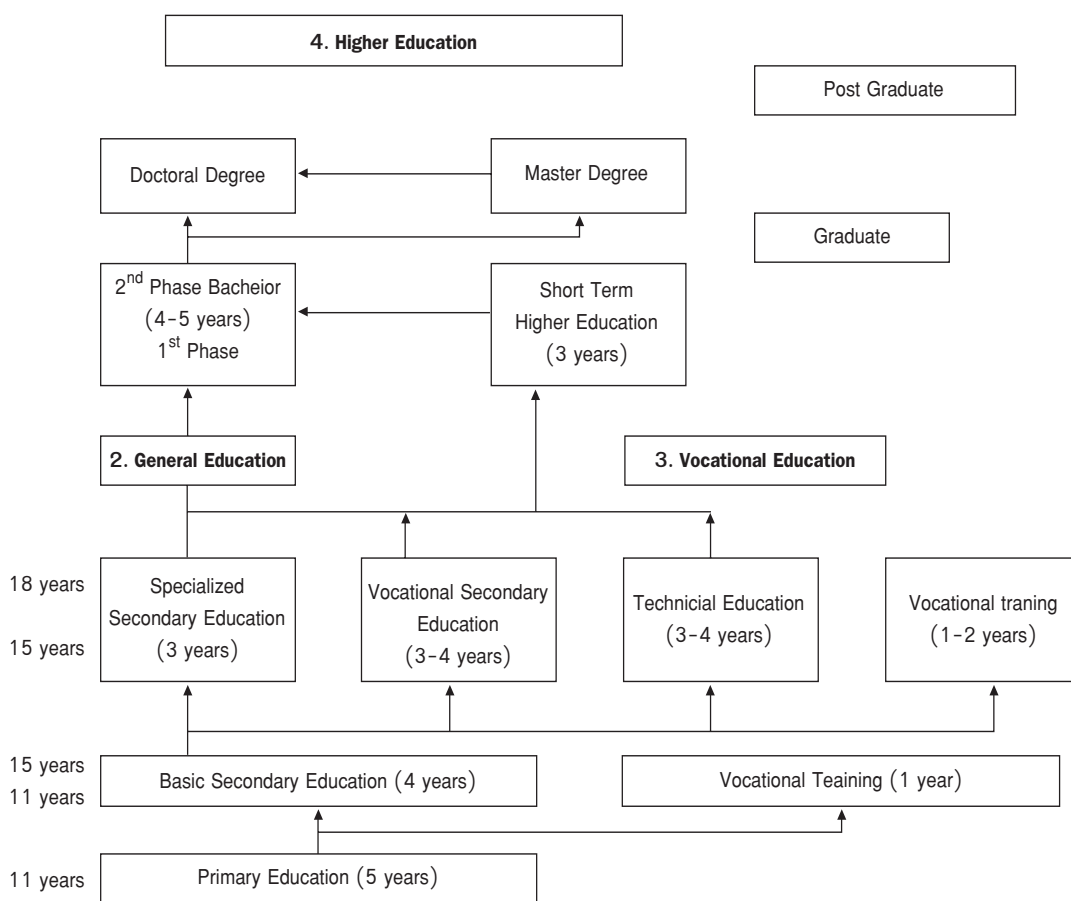 4. Higher Education
Post Graduate
Doctoral Degree
Master Degree
Graduate
2nd Phase Bacheior
(4-5 years)
1st Phase
Short Term
Higher Education
(3 years)
2. General Education
3. Vocational Education
18 years
15 years
Specialized
Secondary Education
(3 years)
Vocational Secondary
Education
(3-4 years)
Technicial Education
(3-4 years)
Vocational traning
(1-2 years)
15 years
11 years
Basic Secondary Education (4 years)
Vocational Teaining (1 year)
11 years
Primary Education (5 years)